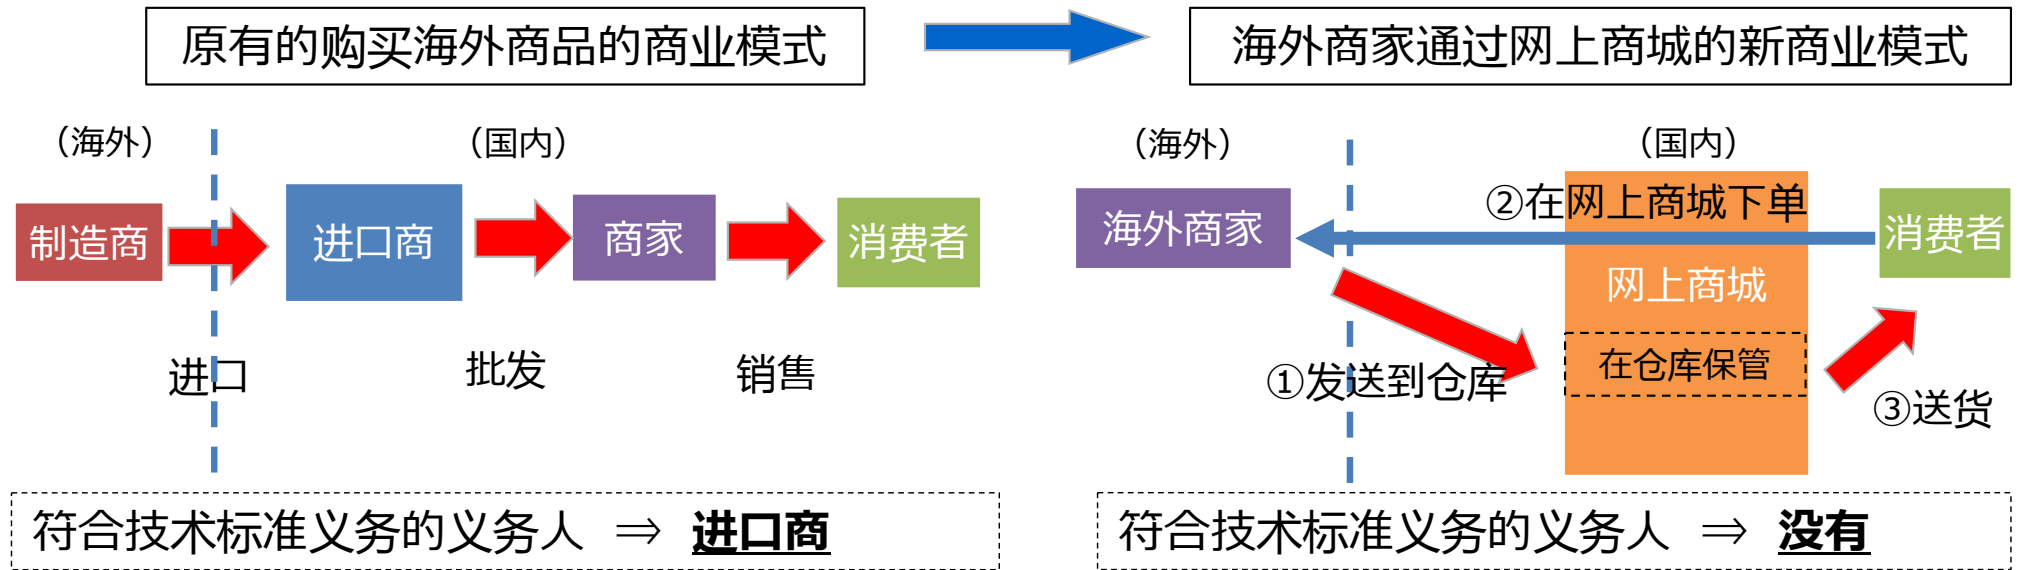 原有的购买海外商品的商业模式
海外商家通过网上商城的新商业模式
（海外）
（国内）
制造商
进口商
商家
消费者
进口
批发
销售
符合技术标准义务的义务人 ⇒ 进口商
（海外）
（国内）
②在网上商城下单
海外商家
消费者
网上商城
在仓库保管
①发送到仓库
③送货
符合技术标准义务的义务人 ⇒ 没有